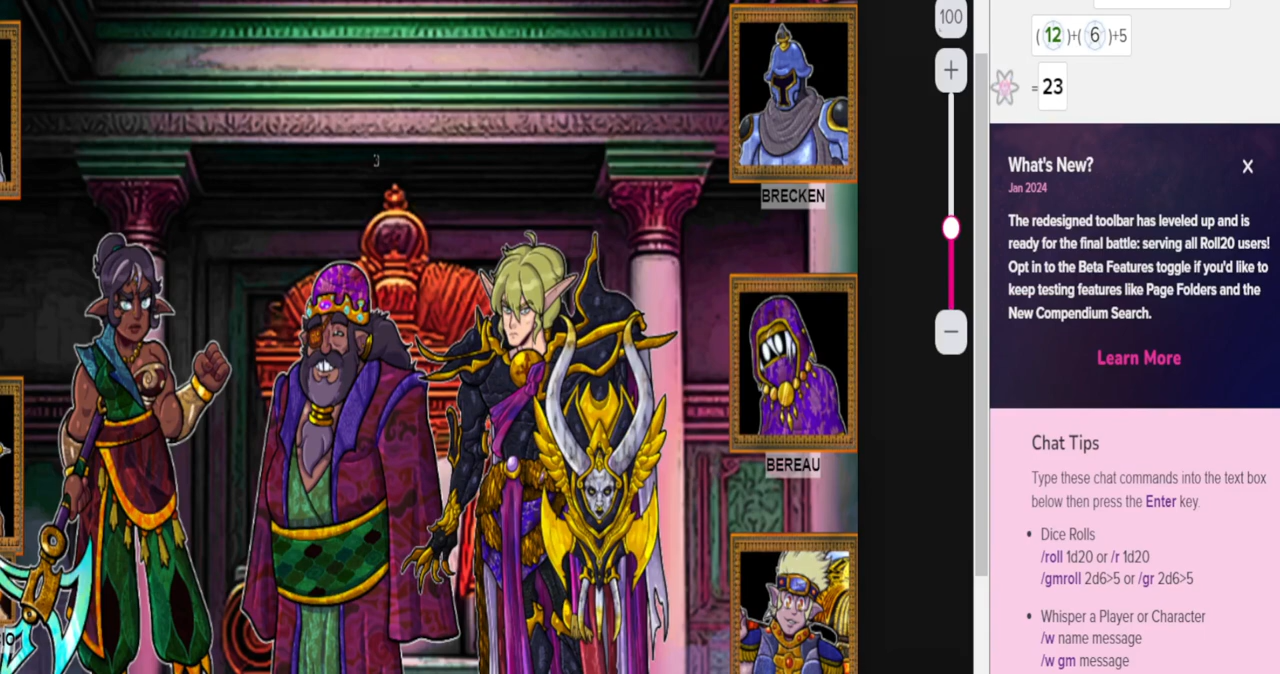 100
(12)+(6)+5
=23
3
BRECKEN
What's New?
X
Jan 2024
The redesigned toolbar has leveled up and is
ready for the final battle: serving all Roll20 users!
Opt in to the Beta Features toggle if you'd like to
keep testing features like Page Folders and the
New Compendium Search.
Learn More
BEREAU
Chat Tips
Type these chat commands into the text box
below then press the Enter key.
• Dice Rolls
/roll 1d20 or /r 1d20
/gmroll 2d6>5 or /gr 2d6>5
• Whisper a Player or Character
/w name message
/w gm message